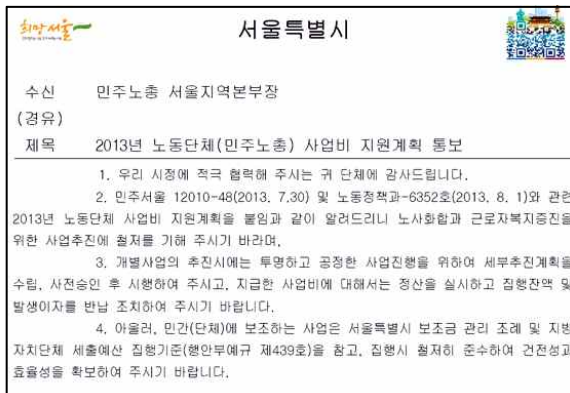 희망서울
서울특별시
수신 민주노총 서울지역본부장
(경유)
제목 2013년 노동단체(민주노총) 사업비 지원계획 통보
1. 우리 시정에 적극 협력해 주시는 귀 단체에 감사드립니다.
2. 민주서울 12010-48(2013. 7.30) 및 노동정책과-6352호(2013. 8. 1)와 관련
2013년 노동단체 사업비 지원계획을 붙임과 같이 알려드리니 노사화합과 근로자복지증진을
위한 사업추진에 철저를 기해 주시기 바라며,
3. 개별사업의 추진시에는 투명하고 공정한 사업진행을 위하여 세부추진계획을
수립, 사전승인 후 시행하여 주시고, 지급한 사업비에 대해서는 정산을 실시하고 집행잔액 및
발생이자를 반납 조치하여 주시기 바랍니다.
4. 아울러, 민간(단체)에 보조하는 사업은 서울특별시 보조금 관리 조례 및 지방
자치단체 세출예산 집행기준(행안부예규 제439호)을 참고, 집행시 철저히 준수하여 건전성과
효율성을 확보하여 주시기 바랍니다.